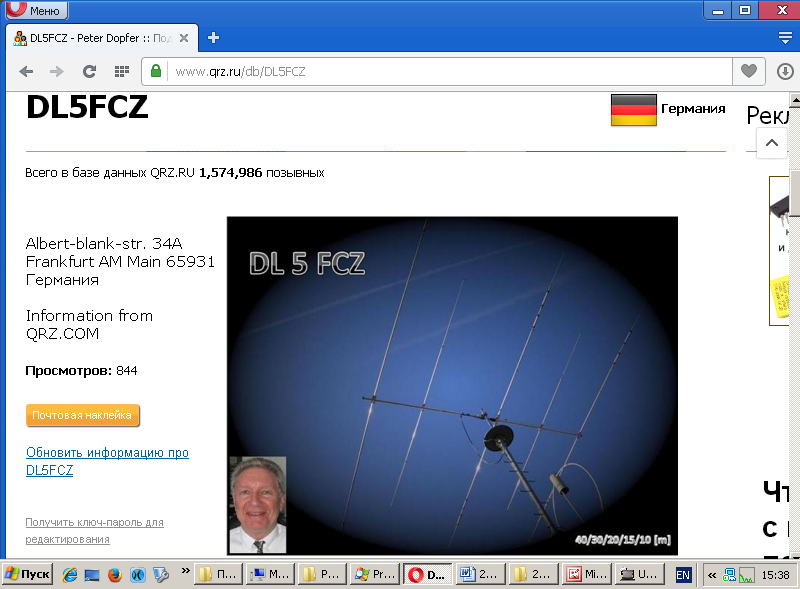 Меню
DL5FCZ - Peter Dopfer :: По
www.qrz.ru/db/DL5FCZ
DL5FCZ
Германия
Рекл
Всего в базе данных QRZ.RU 1,574,986 позывных
Albert-blank-str. 34A
Frankfurt AM Main 65931
Германия
Information from
QRZ.COM
Просмотров: 844
Почтовая наклейка
Обновить информацию про
DL5FCZ
Получить ключ-пароль для
редактирования
DL 5 FCZ
40/30/20/15/10 [m]
и
Чт
с
Пуск
П...
M...
P...
Pr...
D...
2...
2...
Mi...
U...
EN
15:38